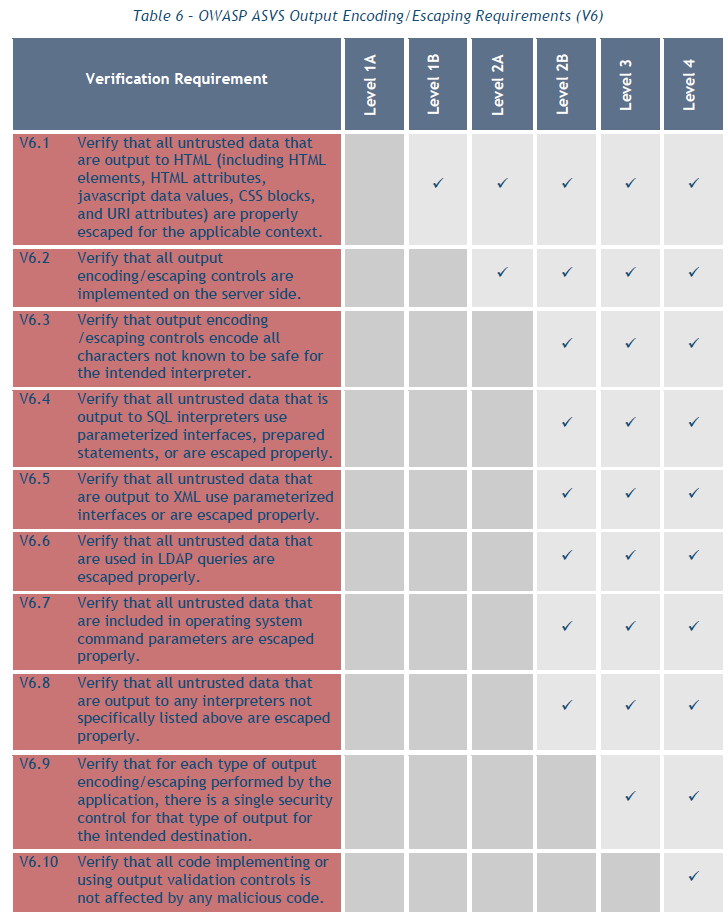 Table 6 – OWASP ASVS Output Encoding/Escaping Requirements (V6)
Verification Requirement
Level 1A
Level 1B
Level 2A
Level 2B
Level 3
Level 4
V6.1 Verify that all untrusted data that
are output to HTML (including HTML
elements, HTML attributes,
javascript data values, CSS blocks,
and URI attributes) are properly
escaped for the applicable context.
✓ ✓ ✓ ✓ ✓
V6.2 Verify that all output
encoding/escaping controls are
implemented on the server side.
✓ ✓ ✓ ✓
V6.3 Verify that output encoding
/escaping controls encode all
characters not known to be safe for
the intended interpreter.
✓ ✓ ✓
V6.4 Verify that all untrusted data that is
output to SQL interpreters use
parameterized interfaces, prepared
statements, or are escaped properly.
✓ ✓ ✓
V6.5 Verify that all untrusted data that
are output to XML use parameterized
interfaces or are escaped properly.
✓ ✓ ✓
V6.6 Verify that all untrusted data that
are used in LDAP queries are
escaped properly.
✓ ✓ ✓
V6.7 Verify that all untrusted data that
are included in operating system
command parameters are escaped
properly.
✓ ✓ ✓
V6.8 Verify that all untrusted data that
are output to any interpreters not
specifically listed above are escaped
properly.
✓ ✓ ✓
V6.9 Verify that for each type of output
encoding/escaping performed by the
application, there is a single security
control for that type of output for
the intended destination.
✓ ✓
V6.10 Verify that all code implementing or
using output validation controls is
not affected by any malicious code.
✓